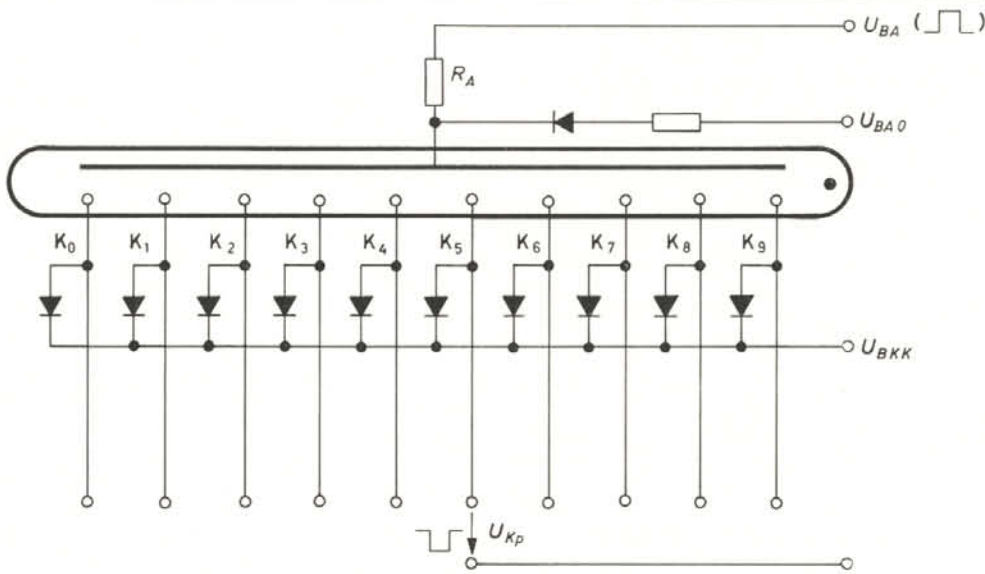 U_BA ( )
R_A
U_BA0
K_0 K_1 K_2 K_3 K_4 K_5 K_6 K_7 K_8 K_9
U_BKK
U_Kp